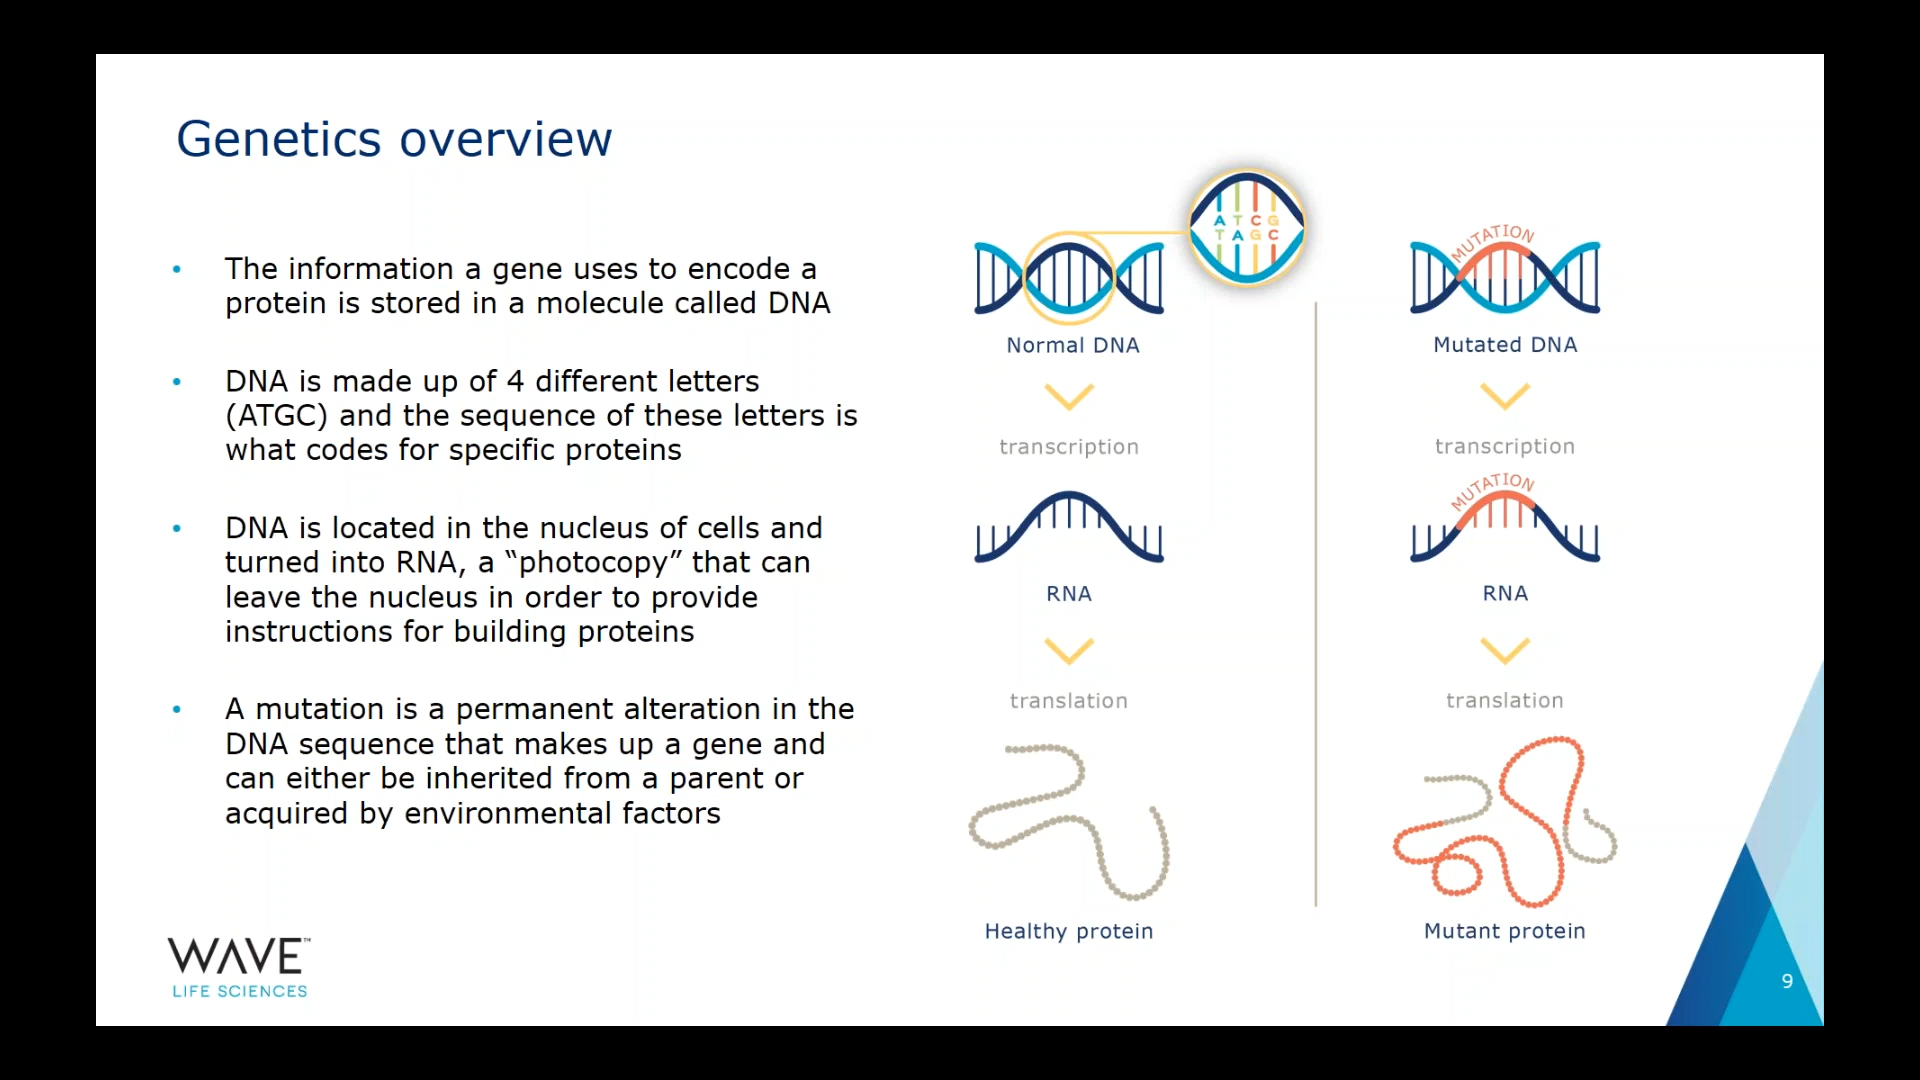 Genetics overview
• The information a gene uses to encode a
protein is stored in a molecule called DNA
• DNA is made up of 4 different letters
(ATGC) and the sequence of these letters is
what codes for specific proteins
• DNA is located in the nucleus of cells and
turned into RNA, a “photocopy” that can
leave the nucleus in order to provide
instructions for building proteins
• A mutation is a permanent alteration in the
DNA sequence that makes up a gene and
can either be inherited from a parent or
acquired by environmental factors
A T C G
T A G C
Normal DNA
transcription
RNA
translation
Healthy protein
MUTATION
Mutated DNA
transcription
MUTATION
RNA
translation
Mutant protein
WAVE™
LIFE SCIENCES
9